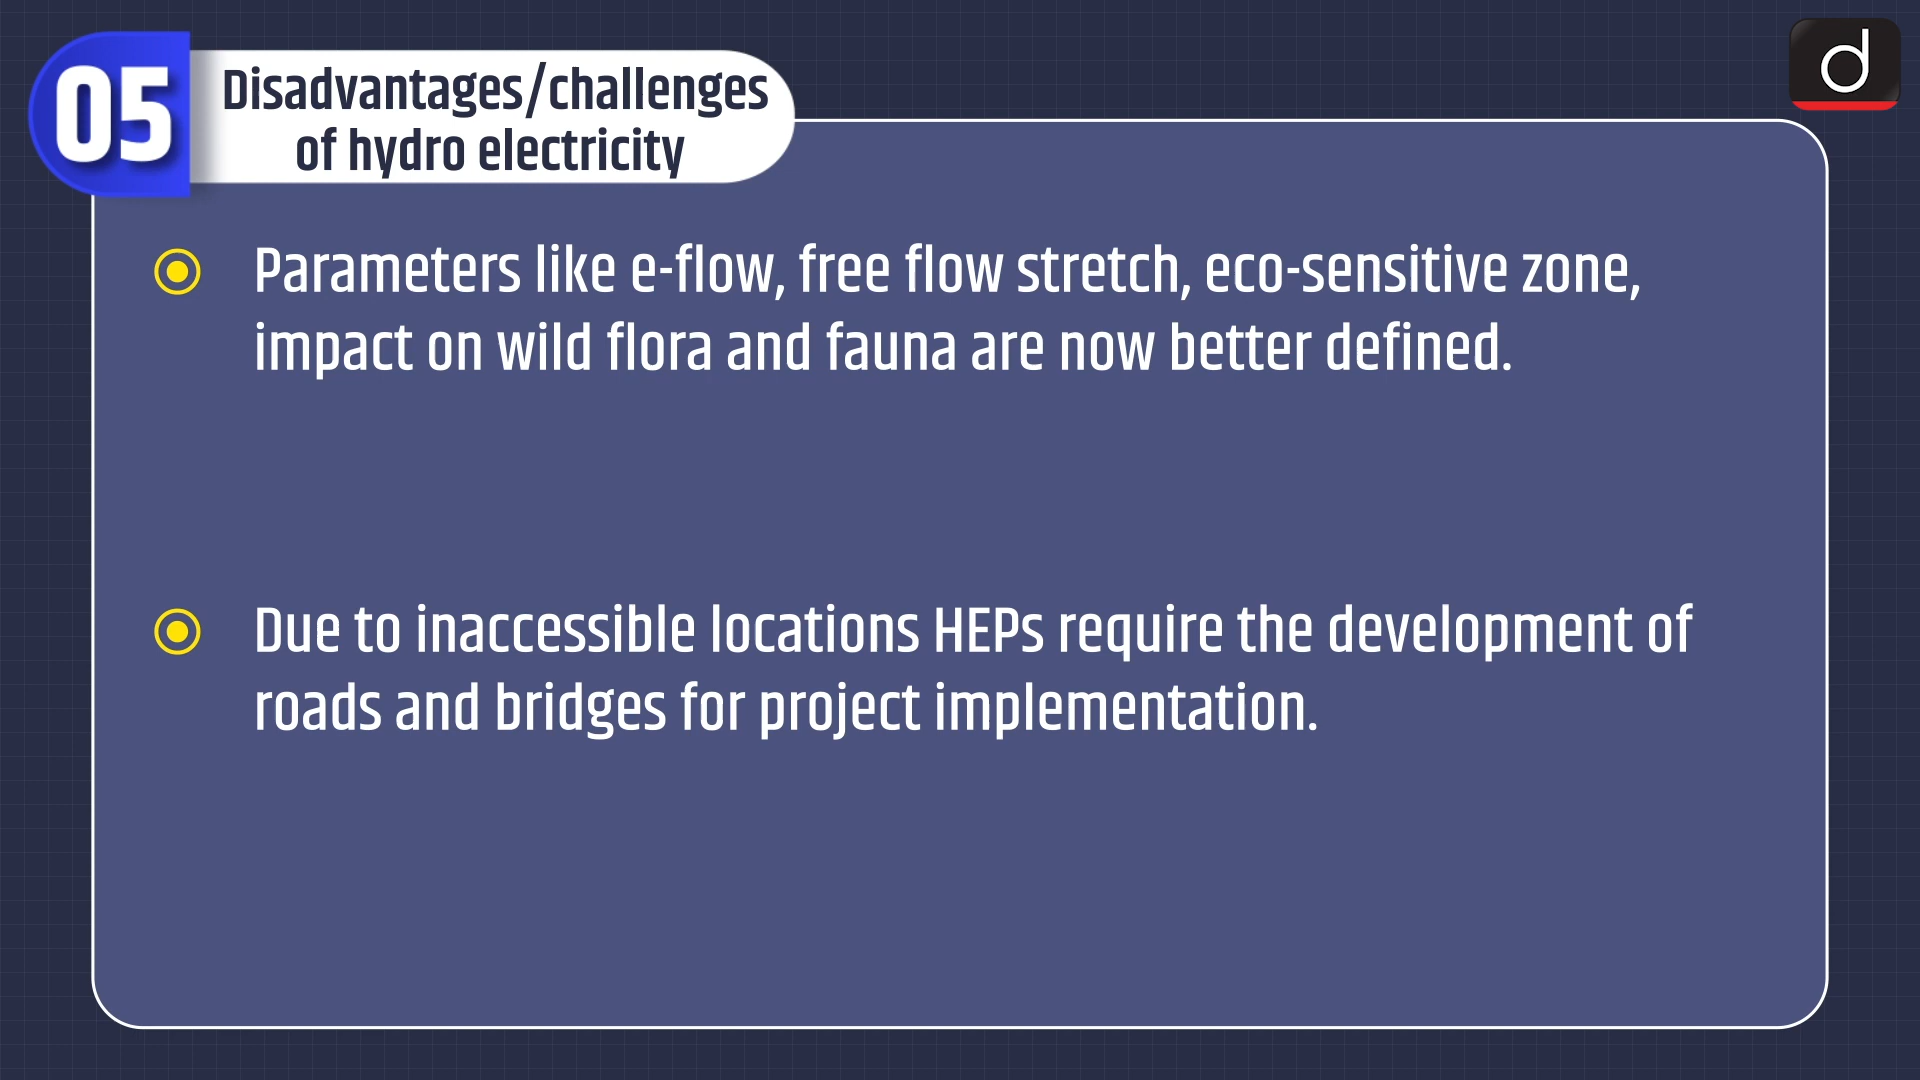 05
Disadvantages/challenges
of hydro electricity
d
Parameters like e-flow, free flow stretch, eco-sensitive zone,
impact on wild flora and fauna are now better defined.
Due to inaccessible locations HEPs require the development of
roads and bridges for project implementation.